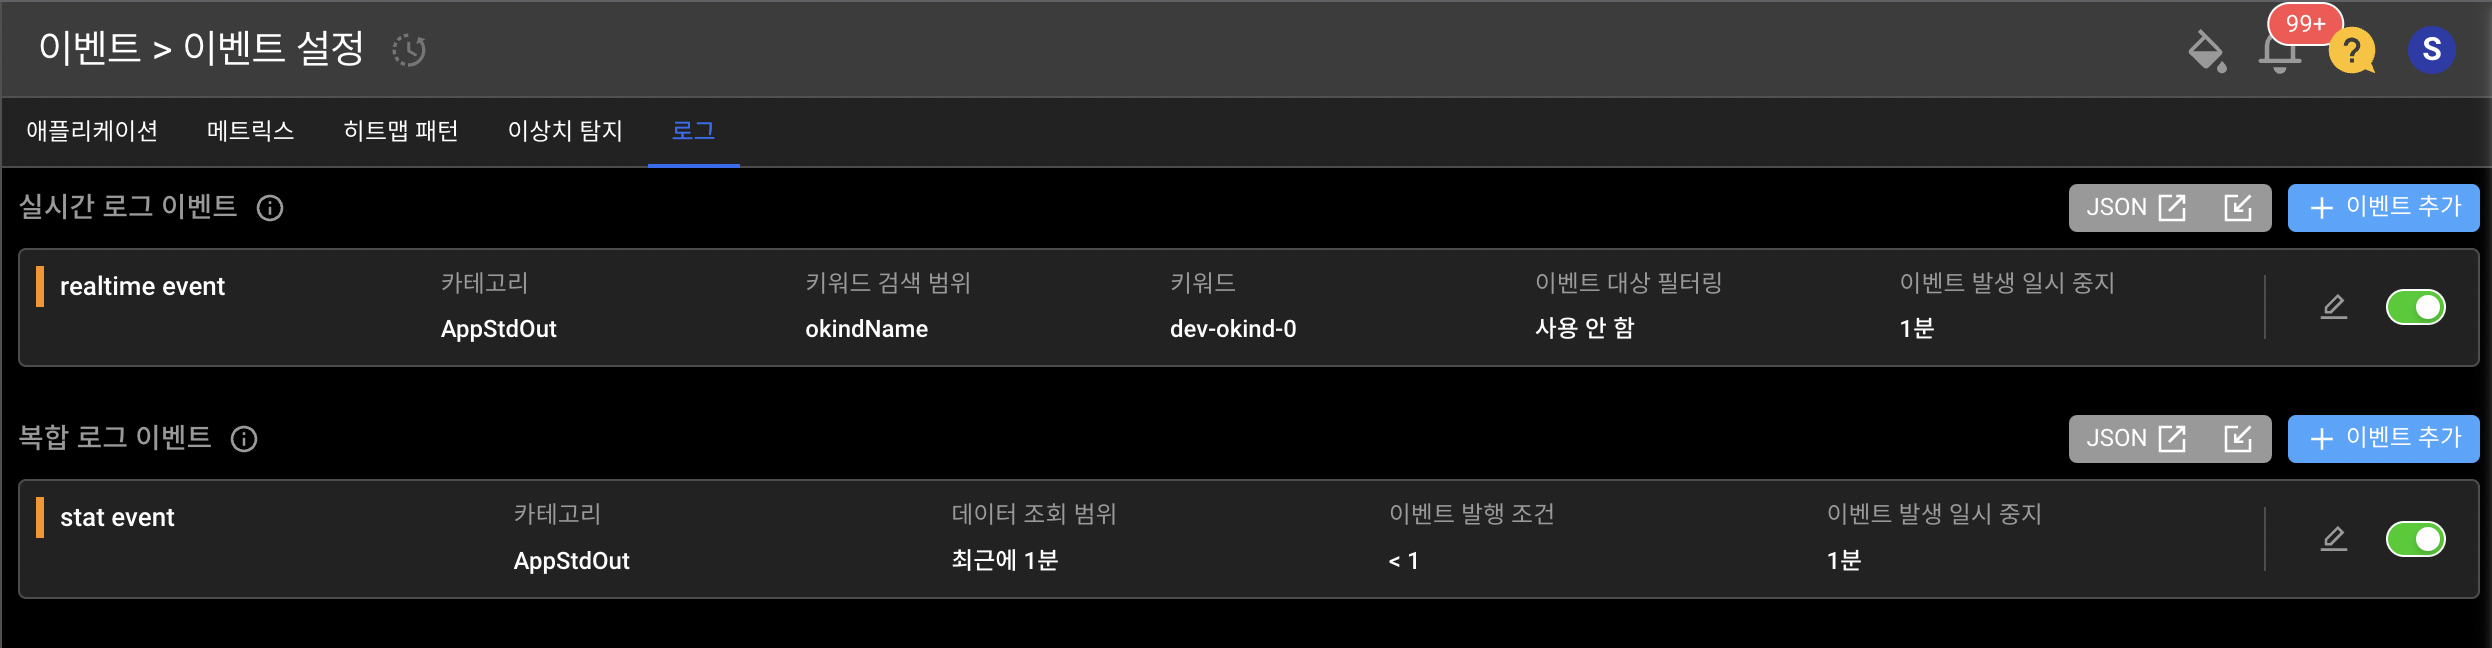 이벤트 > 이벤트 설정
99+
?
S
애플리케이션 메트릭스 히트맵 패턴 이상치 탐지 로그
실시간 로그 이벤트
JSON
이벤트 추가
realtime event
카테고리 키워드 검색 범위 키워드 이벤트 대상 필터링 이벤트 발생 일시 중지
AppStdOut okindName dev-okind-0 사용 안 함 1분
복합 로그 이벤트
JSON
이벤트 추가
stat event
카테고리 데이터 조회 범위 이벤트 발행 조건 이벤트 발생 일시 중지
AppStdOut 최근에 1분 < 1 1분